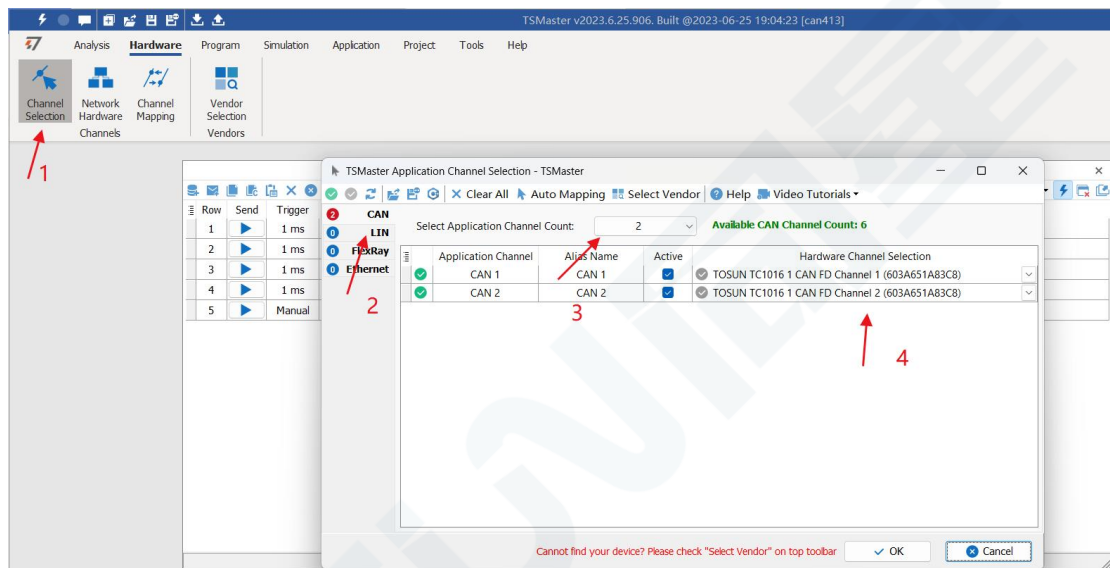 TSMaster v2023.6.25.906. Built @2023-06-25 19:04:23 [can413]
Analysis Hardware Program Simulation Application Project Tools Help
Channel Selection
Network Hardware
Channel Mapping
Vendor Selection
Channels
Vendors
1
TSMaster Application Channel Selection - TSMaster
Clear All Auto Mapping Select Vendor Help Video Tutorials
Row Send Trigger
1 1 ms
2 1 ms
3 1 ms
4 1 ms
5 Manual
2 CAN
0 LIN
0 FlexRay
0 Ethernet
2
Select Application Channel Count: 2 Available CAN Channel Count: 6
Application Channel Alias Name Active Hardware Channel Selection
CAN 1 CAN 1 TOSUN TC1016 1 CAN FD Channel 1 (603A651A83C8)
CAN 2 CAN 2 TOSUN TC1016 1 CAN FD Channel 2 (603A651A83C8)
3
4
Cannot find your device? Please check "Select Vendor" on top toolbar
OK
Cancel